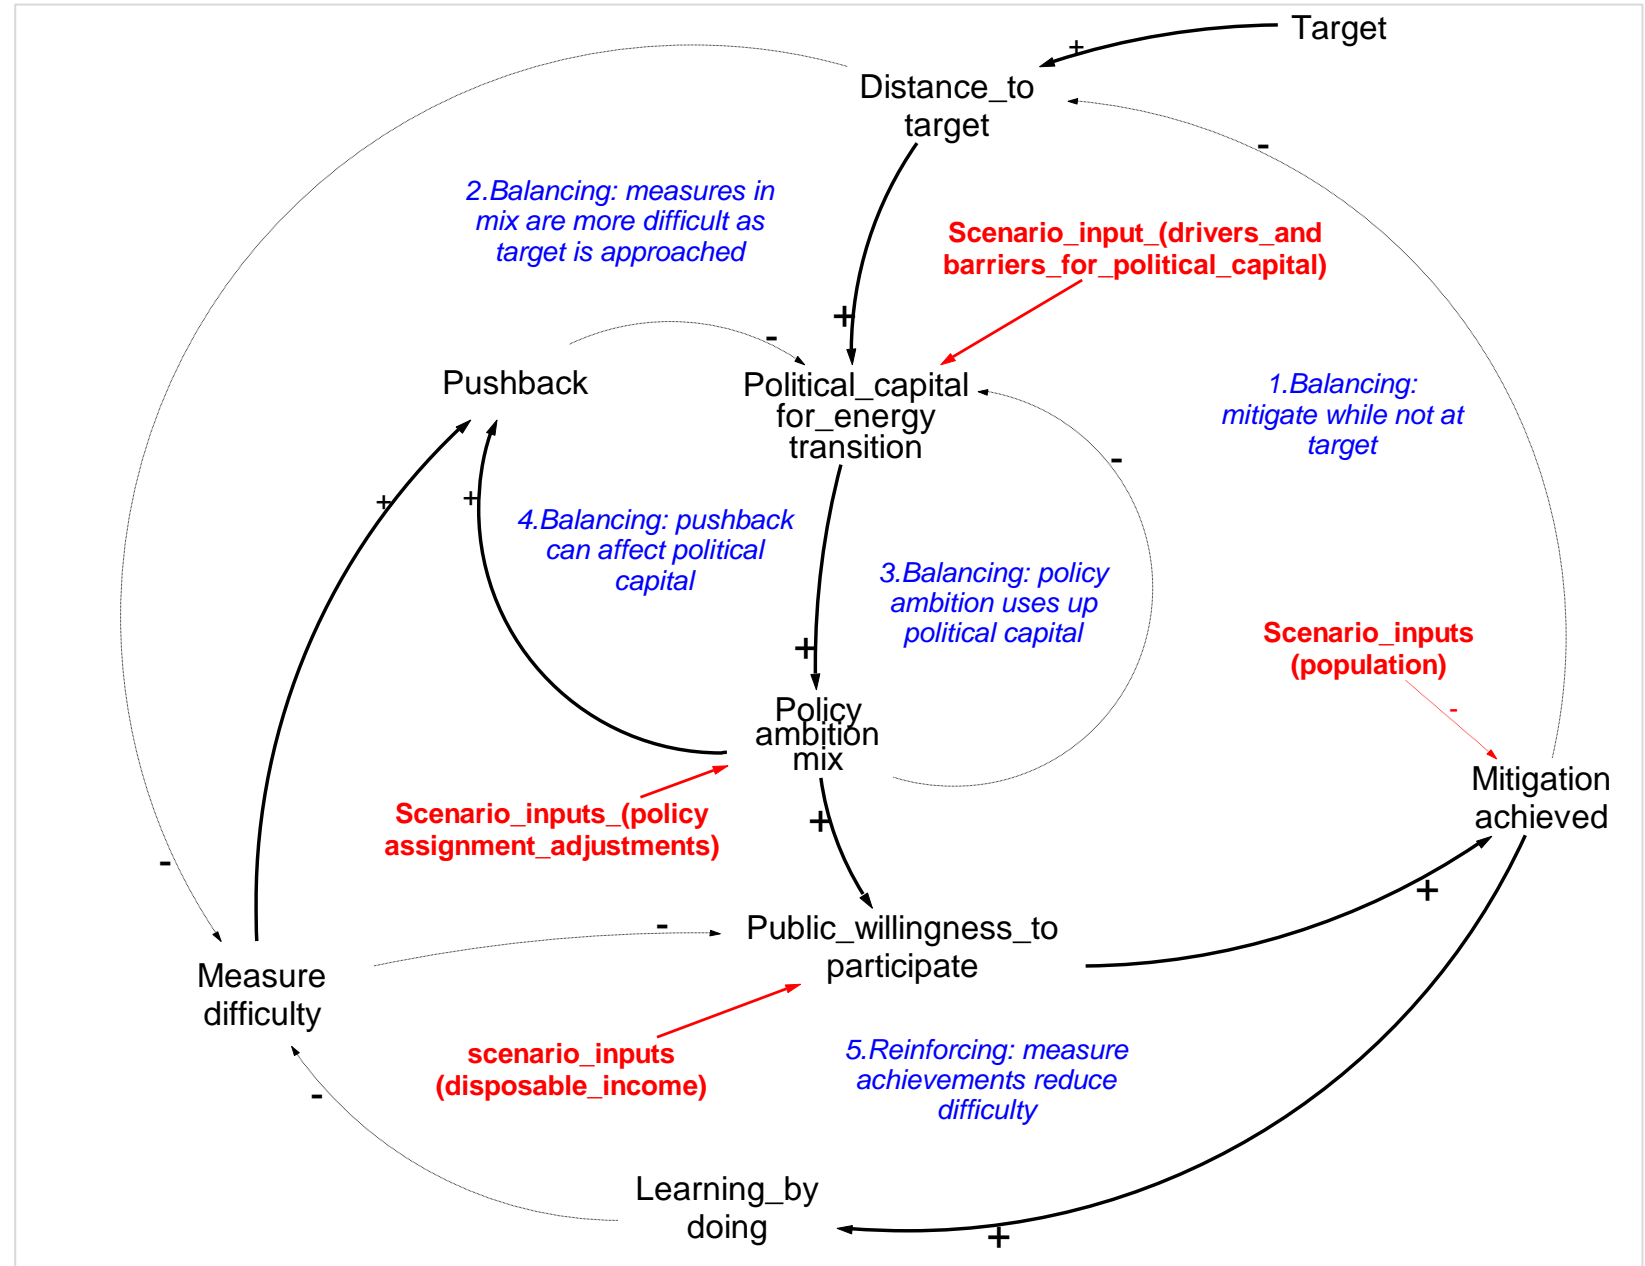 Target
+
Distance_to
target
-
2.Balancing: measures in
mix are more difficult as
target is approached
Scenario_input_(drivers_and
barriers_for_political_capital)
+
-
Pushback
Political_capital
for_energy
transition
1.Balancing:
mitigate while not at
target
-
+
+
4.Balancing: pushback
can affect political
capital
3.Balancing: policy
ambition uses up
political capital
Scenario_inputs
(population)
+
-
Policy
ambition
mix
Mitigation
achieved
Scenario_inputs_(policy
assignment_adjustments)
+
-
+
-
Public_willingness_to
participate
Measure
difficulty
scenario_inputs
(disposable_income)
5.Reinforcing: measure
achievements reduce
difficulty
-
Learning_by
doing
+